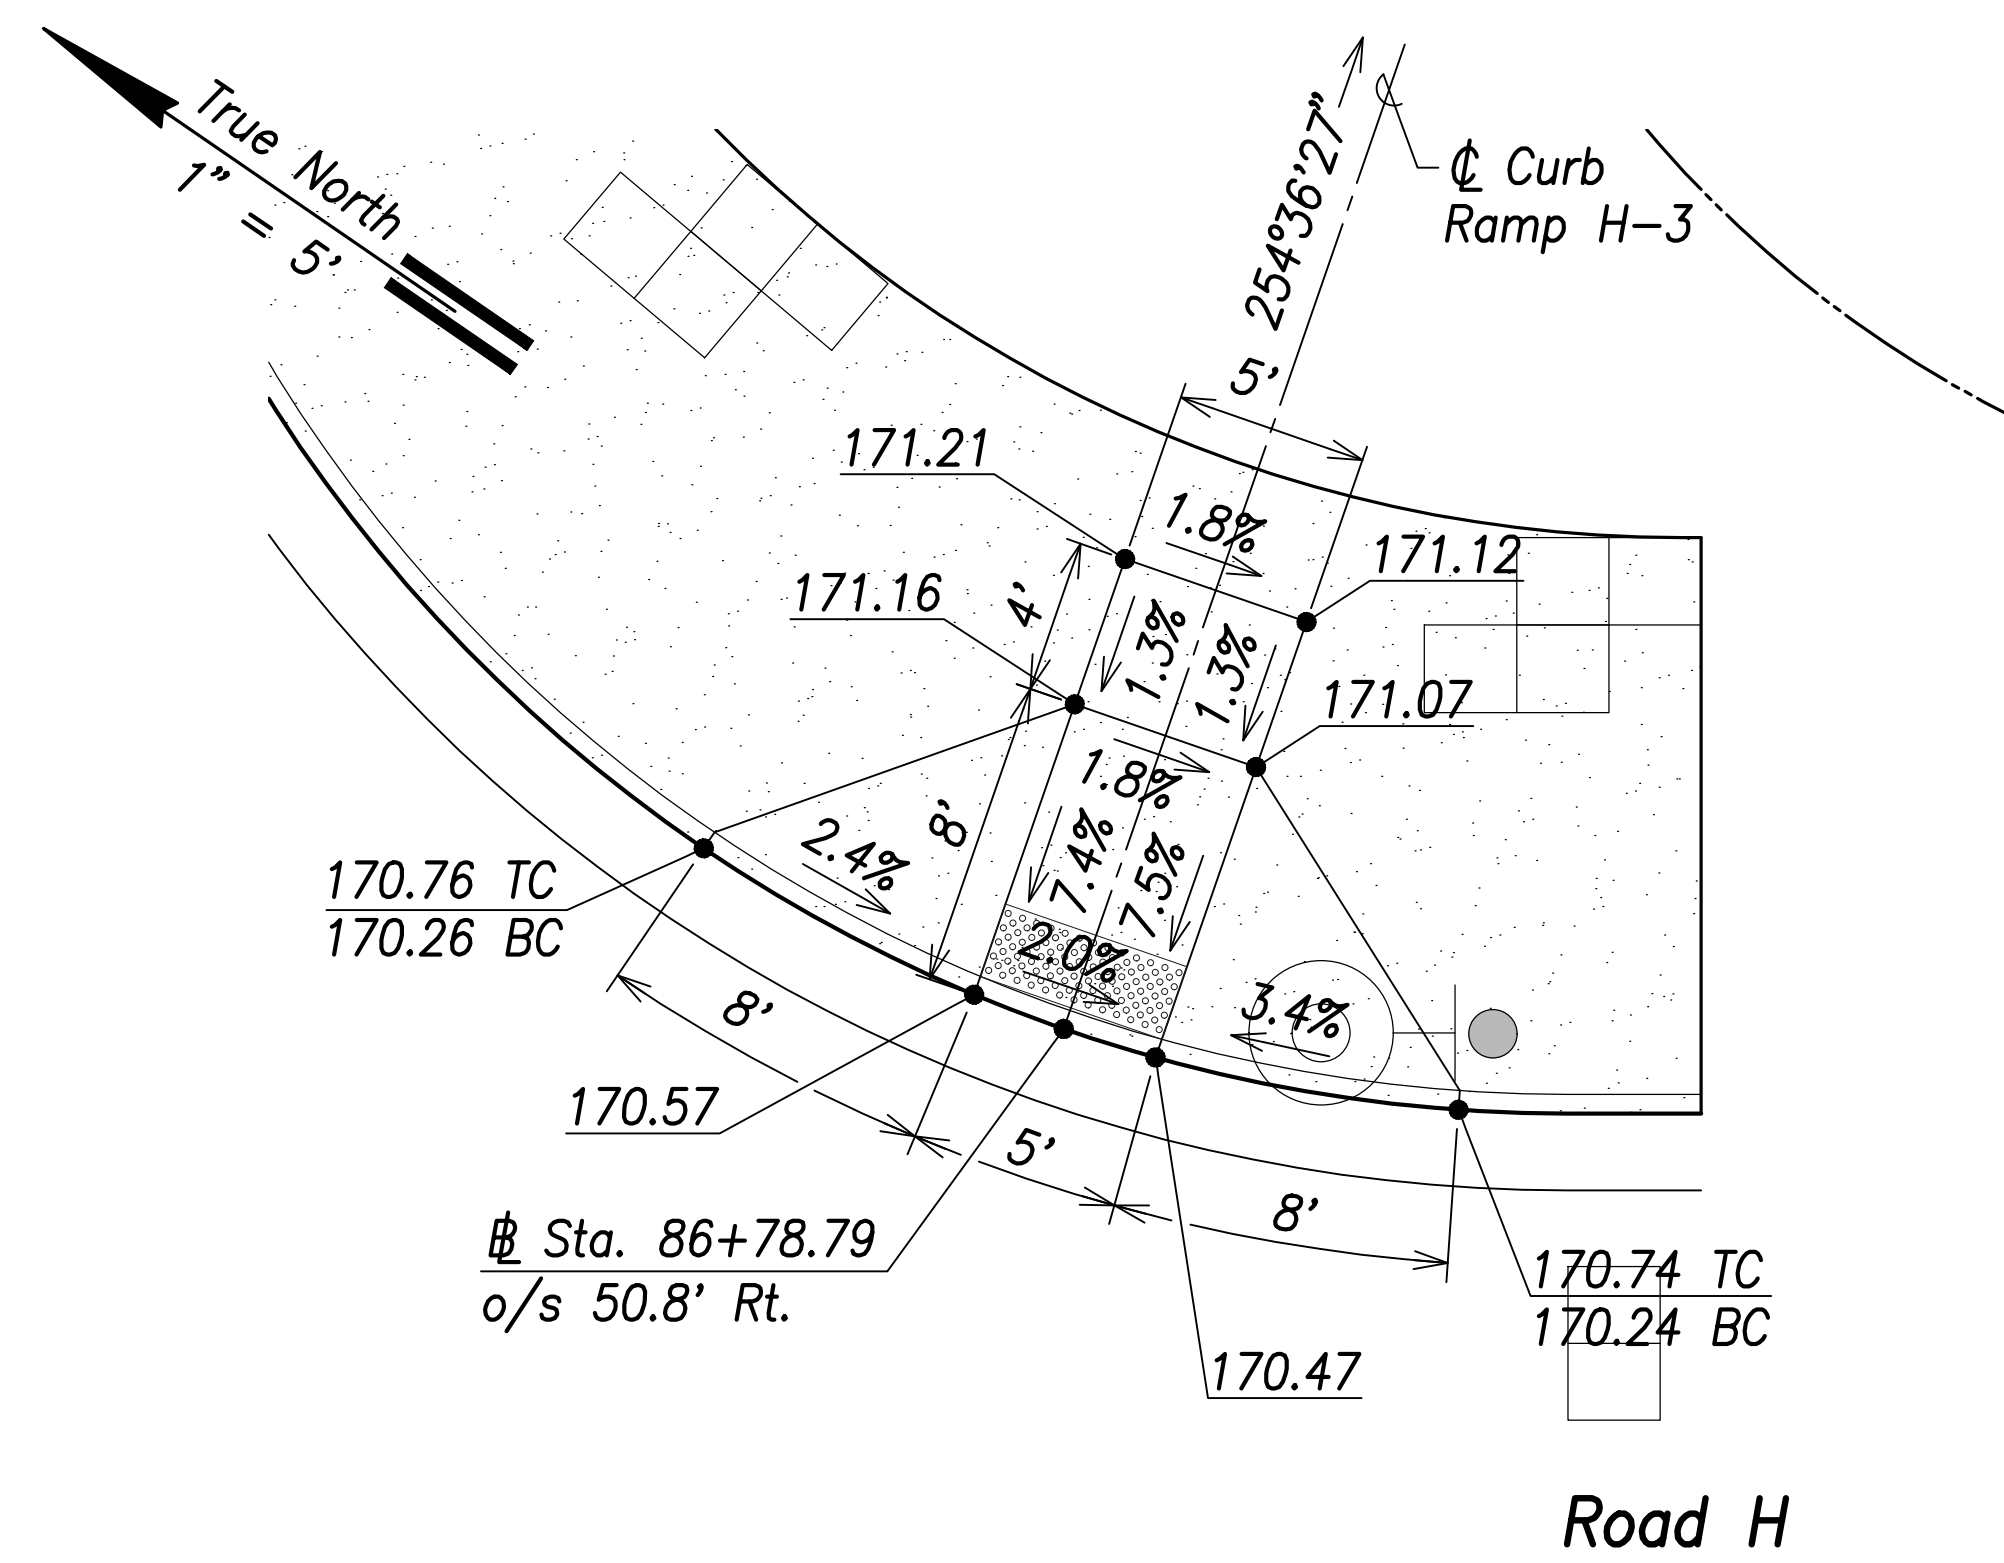 True North
1" = 5'
254°36'27"
℄ Curb
Ramp H-3
5'
171.21
1.8%
171.12
171.16
4'
1.3%
1.3%
171.07
1.8%
8'
2.4%
7.4%
7.5%
170.76 TC
170.26 BC
2.0%
3.4%
8'
170.57
5'
8'
BL Sta. 86+78.79
o/s 50.8' Rt.
170.74 TC
170.24 BC
170.47
Road H